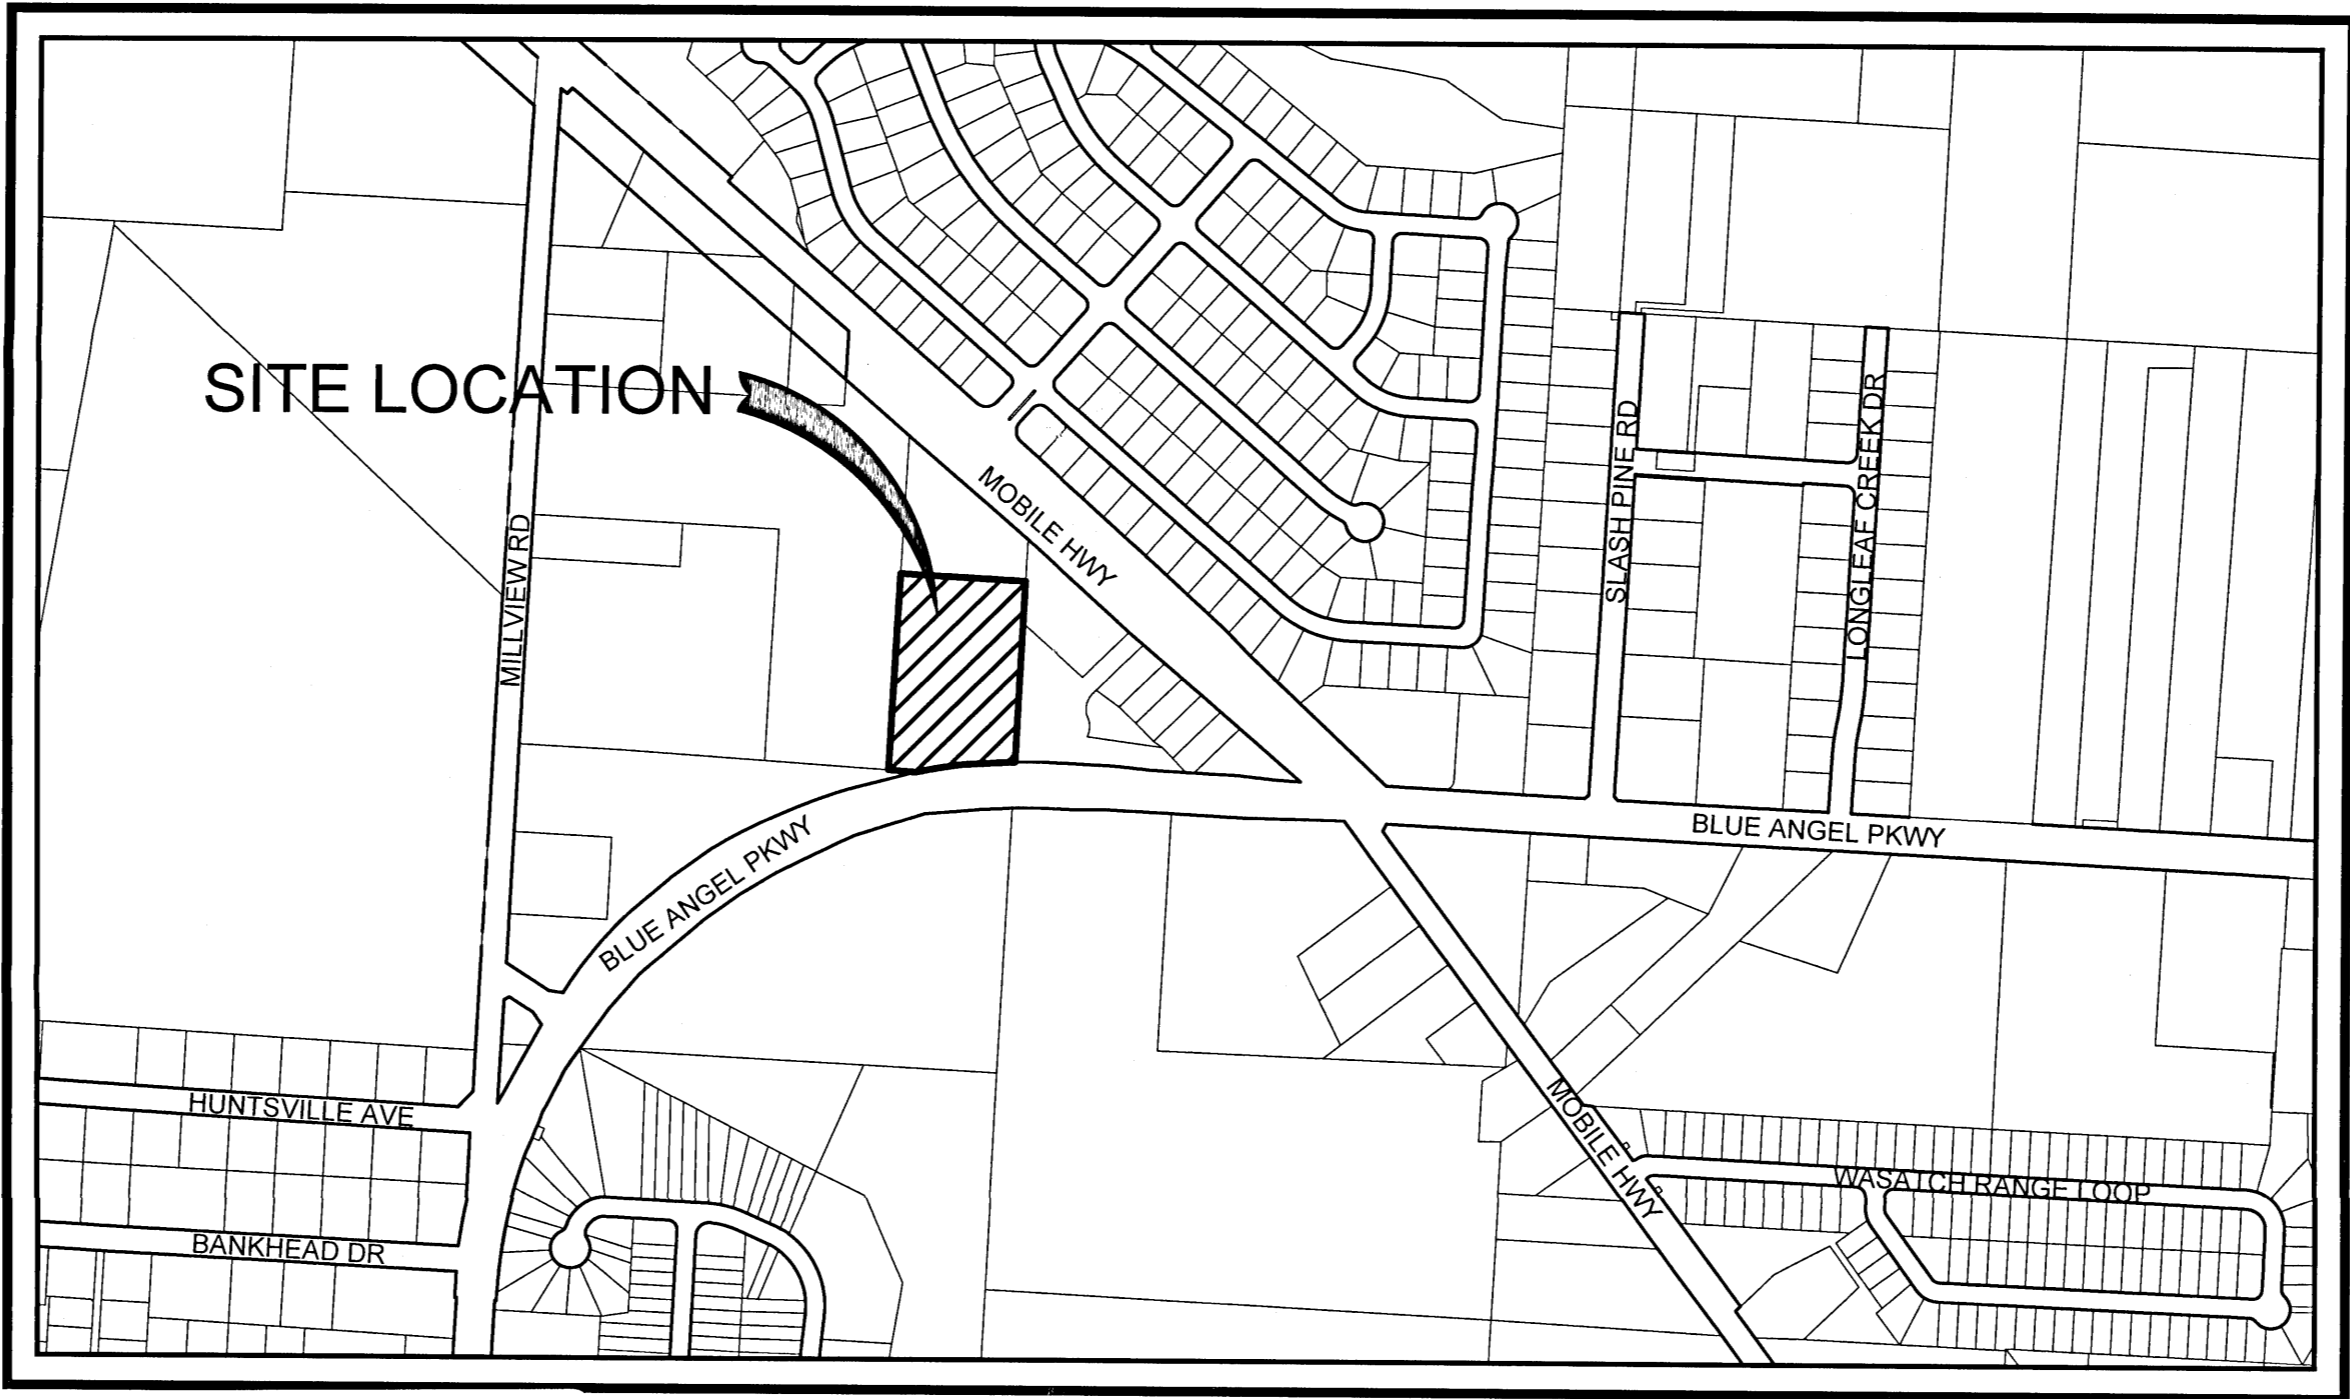 SITE LOCATION
MOBILE HWY
MILLVIEW RD
SLASH PINE RD
LONGLEAF CREEK DR
BLUE ANGEL PKWY
BLUE ANGEL PKWY
HUNTSVILLE AVE
MOBILE HWY
WASATCH RANGE LOOP
BANKHEAD DR